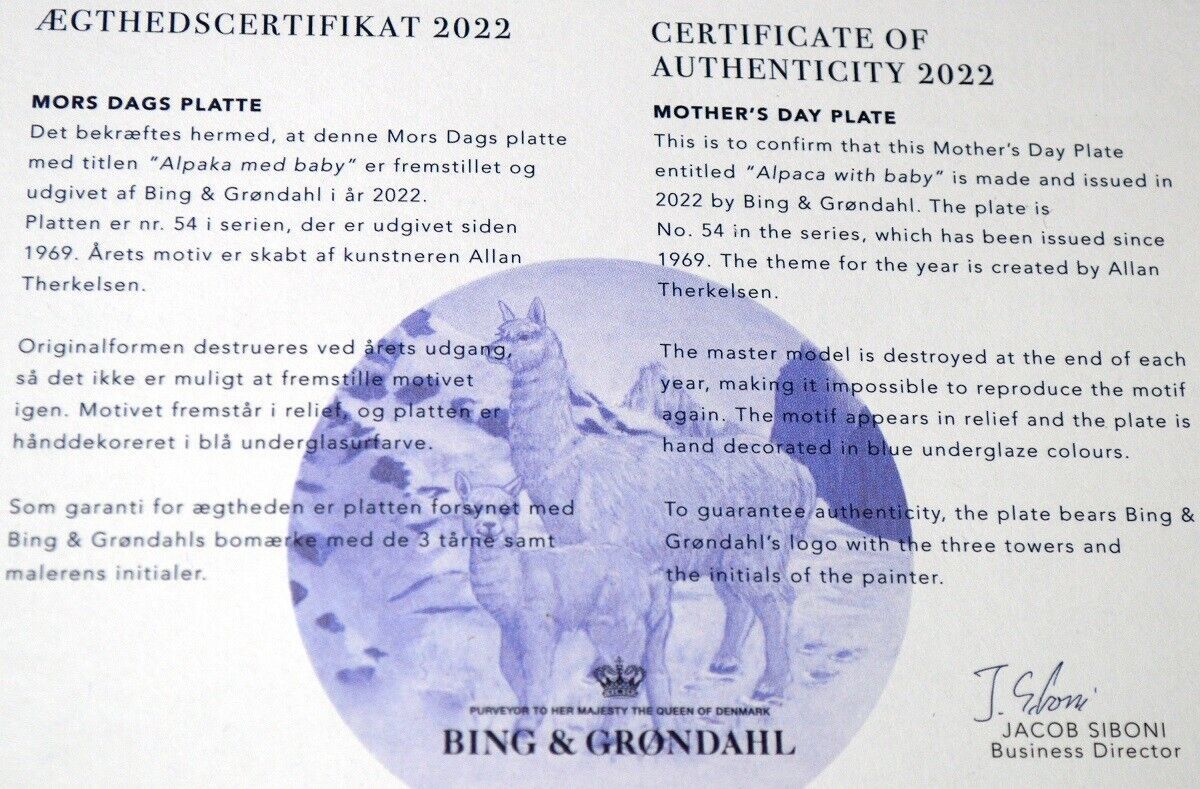 ÆGTHEDSCERTIFIKAT 2022
MORS DAGS PLATTE
Det bekræftes hermed, at denne Mors Dags platte
med titlen "Alpaka med baby" er fremstillet og
udgivet af Bing & Grøndahl i år 2022.
Platten er nr. 54 i serien, der er udgivet siden
1969. Årets motiv er skabt af kunstneren Allan
Therkelsen.
Originalformen destrueres ved årets udgang,
så det ikke er muligt at fremstille motivet
igen. Motivet fremstår i relief, og platten er
hånddekoreret i blå underglasurfarve.
Som garanti for ægtheden er platten forsynet med
Bing & Grøndahls bomærke med de 3 tårne samt
malerens initialer.
CERTIFICATE OF
AUTHENTICITY 2022
MOTHER'S DAY PLATE
This is to confirm that this Mother's Day Plate
entitled "Alpaca with baby" is made and issued in
2022 by Bing & Grøndahl. The plate is
No. 54 in the series, which has been issued since
1969. The theme for the year is created by Allan
Therkelsen.
The master model is destroyed at the end of each
year, making it impossible to reproduce the motif
again. The motif appears in relief and the plate is
hand decorated in blue underglaze colours.
To guarantee authenticity, the plate bears Bing &
Grøndahl's logo with the three towers and
the initials of the painter.
PURVEYOR TO HER MAJESTY THE QUEEN OF DENMARK
BING & GRØNDAHL
J. Siboni
JACOB SIBONI
Business Director